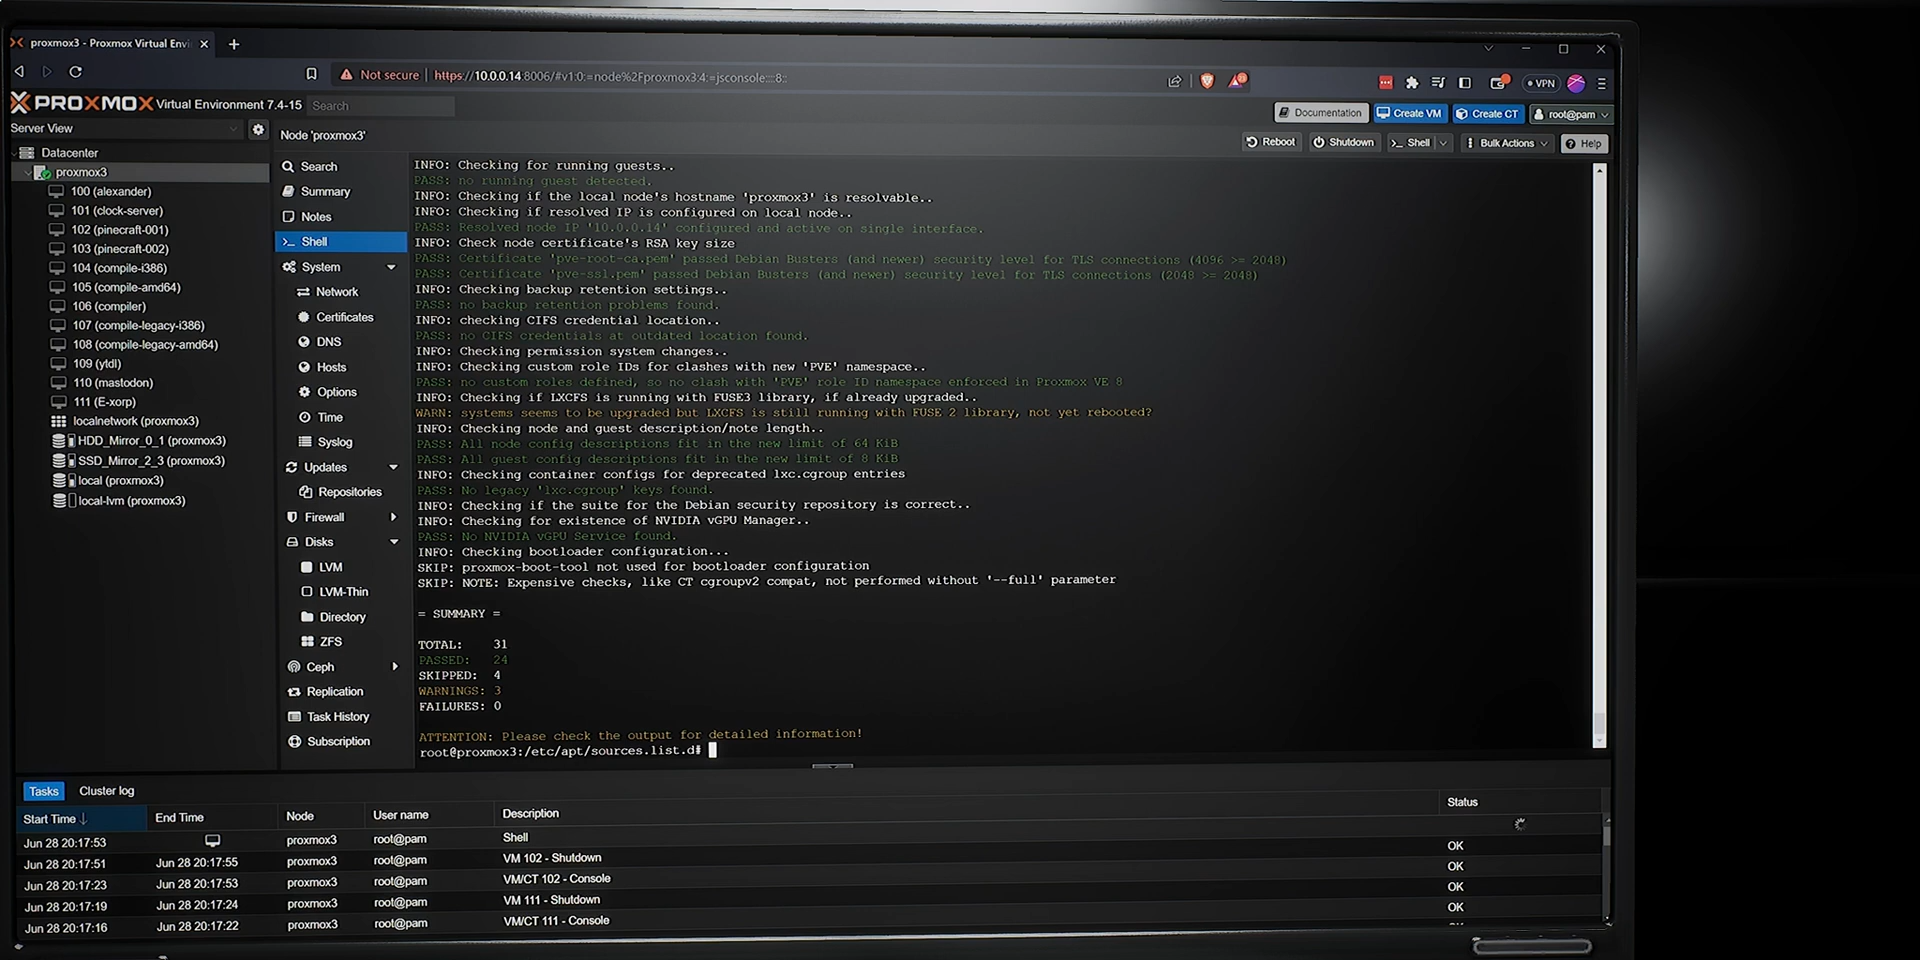 proxmox3 - Proxmox Virtual Envi
Not secure https://10.0.0.14:8006/#v1:0:=node%2Fproxmox3:4:=jsconsole::::8::
VPN
PROXMOX Virtual Environment 7.4-15 Search
Documentation Create VM Create CT root@pam
Server View
Node 'proxmox3'
Reboot Shutdown Shell Bulk Actions Help
Datacenter
proxmox3
100 (alexander)
101 (clock-server)
102 (pinecraft-001)
103 (pinecraft-002)
104 (compile-i386)
105 (compile-amd64)
106 (compiler)
107 (compile-legacy-i386)
108 (compile-legacy-amd64)
109 (ytdl)
110 (mastodon)
111 (E-xorp)
localnetwork (proxmox3)
HDD_Mirror_0_1 (proxmox3)
SSD_Mirror_2_3 (proxmox3)
local (proxmox3)
local-lvm (proxmox3)
Search
Summary
Notes
Shell
System
Network
Certificates
DNS
Hosts
Options
Time
Syslog
Updates
Repositories
Firewall
Disks
LVM
LVM-Thin
Directory
ZFS
Ceph
Replication
Task History
Subscription
INFO: Checking for running guests..
PASS: no running guest detected.
INFO: Checking if the local node's hostname 'proxmox3' is resolvable..
INFO: Checking if resolved IP is configured on local node..
PASS: Resolved node IP '10.0.0.14' configured and active on single interface.
INFO: Check node certificate's RSA key size
PASS: Certificate 'pve-root-ca.pem' passed Debian Busters (and newer) security level for TLS connections (4096 >= 2048)
PASS: Certificate 'pve-ssl.pem' passed Debian Busters (and newer) security level for TLS connections (2048 >= 2048)
INFO: Checking backup retention settings..
PASS: no backup retention problems found.
INFO: checking CIFS credential location..
PASS: no CIFS credentials at outdated location found.
INFO: Checking permission system changes..
INFO: Checking custom role IDs for clashes with new 'PVE' namespace..
PASS: no custom roles defined, so no clash with 'PVE' role ID namespace enforced in Proxmox VE 8
INFO: Checking if LXCFS is running with FUSE3 library, if already upgraded..
WARN: systems seems to be upgraded but LXCFS is still running with FUSE 2 library, not yet rebooted?
INFO: Checking node and guest description/note length..
PASS: All node config descriptions fit in the new limit of 64 KiB
PASS: All guest config descriptions fit in the new limit of 8 KiB
INFO: Checking container configs for deprecated lxc.cgroup entries
PASS: No legacy 'lxc.cgroup' keys found.
INFO: Checking if the suite for the Debian security repository is correct..
INFO: Checking for existence of NVIDIA vGPU Manager..
PASS: No NVIDIA vGPU Service found.
INFO: Checking bootloader configuration...
SKIP: proxmox-boot-tool not used for bootloader configuration
SKIP: NOTE: Expensive checks, like CT cgroupv2 compat, not performed without '--full' parameter
= SUMMARY =
TOTAL: 31
PASSED: 24
SKIPPED: 4
WARNINGS: 3
FAILURES: 0
ATTENTION: Please check the output for detailed information!
root@proxmox3:/etc/apt/sources.list.d#
Tasks Cluster log
Start Time End Time Node User name Description Status
Jun 28 20:17:53 proxmox3 root@pam Shell
Jun 28 20:17:51 Jun 28 20:17:55 proxmox3 root@pam VM 102 - Shutdown OK
Jun 28 20:17:23 Jun 28 20:17:53 proxmox3 root@pam VM/CT 102 - Console OK
Jun 28 20:17:19 Jun 28 20:17:24 proxmox3 root@pam VM 111 - Shutdown OK
Jun 28 20:17:16 Jun 28 20:17:22 proxmox3 root@pam VM/CT 111 - Console OK